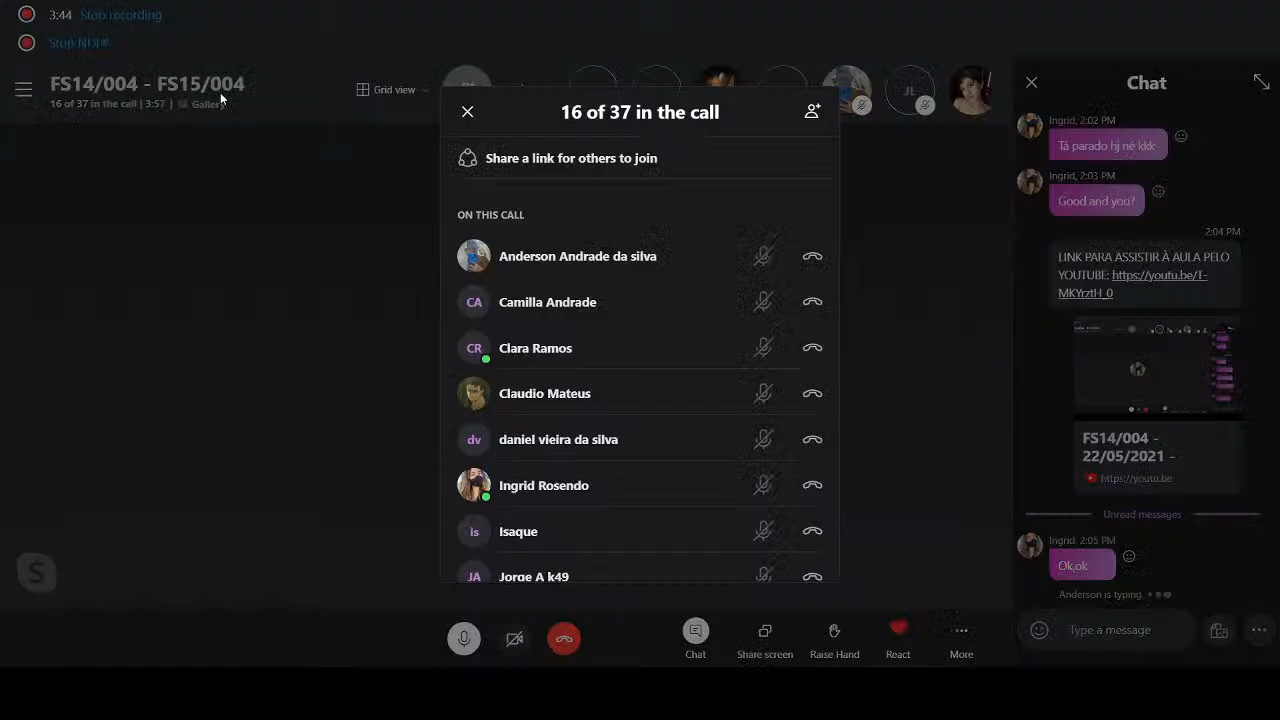 3:44 Stop recording
Stop NDI®
FS14/004 - FS15/004
16 of 37 in the call | 3:57 | Gallery
Grid view
JL
16 of 37 in the call
Share a link for others to join
ON THIS CALL
Anderson Andrade da silva
CA Camilla Andrade
CR Clara Ramos
Claudio Mateus
dv daniel vieira da silva
Ingrid Rosendo
Is Isaque
JA Jorge A k49
Chat
Ingrid, 2:02 PM
Tá parado hj né kkk
Ingrid, 2:03 PM
Good and you?
2:04 PM
LINK PARA ASSISTIR À AULA PELO
YOUTUBE: https://youtu.be/T-
MKYrztH_0
FS14/004 -
22/05/2021 -
https://youtu.be
Unread messages
Ingrid, 2:05 PM
Ok,ok
Anderson is typing
Type a message
S
Chat
Share screen
Raise Hand
React
More